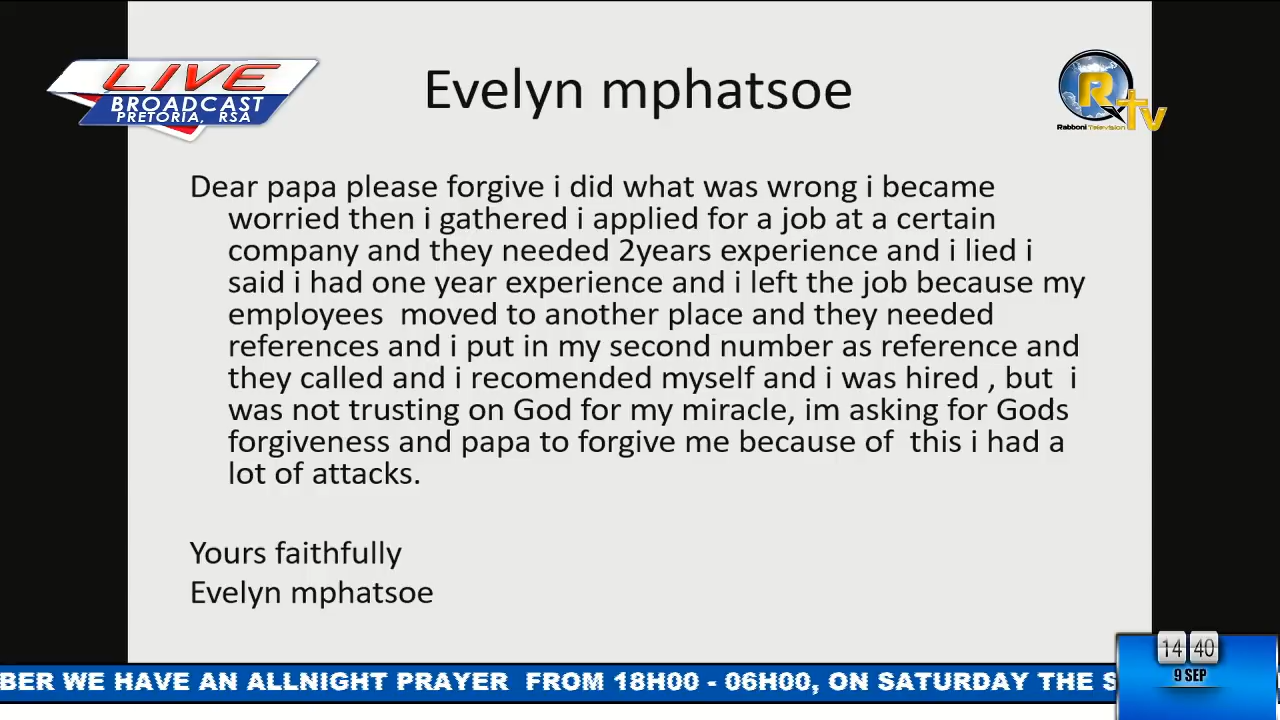 LIVE
BROADCAST
PRETORIA, RSA
Evelyn mphatsoe
R tv
Rabboni Television
Dear papa please forgive i did what was wrong i became
worried then i gathered i applied for a job at a certain
company and they needed 2years experience and i lied i
said i had one year experience and i left the job because my
employees  moved to another place and they needed
references and i put in my second number as reference and
they called and i recomended myself and i was hired , but  i
was not trusting on God for my miracle, im asking for Gods
forgiveness and papa to forgive me because of  this i had a
lot of attacks.
Yours faithfully
Evelyn mphatsoe
14 40
9 SEP
BER WE HAVE AN ALLNIGHT PRAYER  FROM 18H00 - 06H00, ON SATURDAY THE S